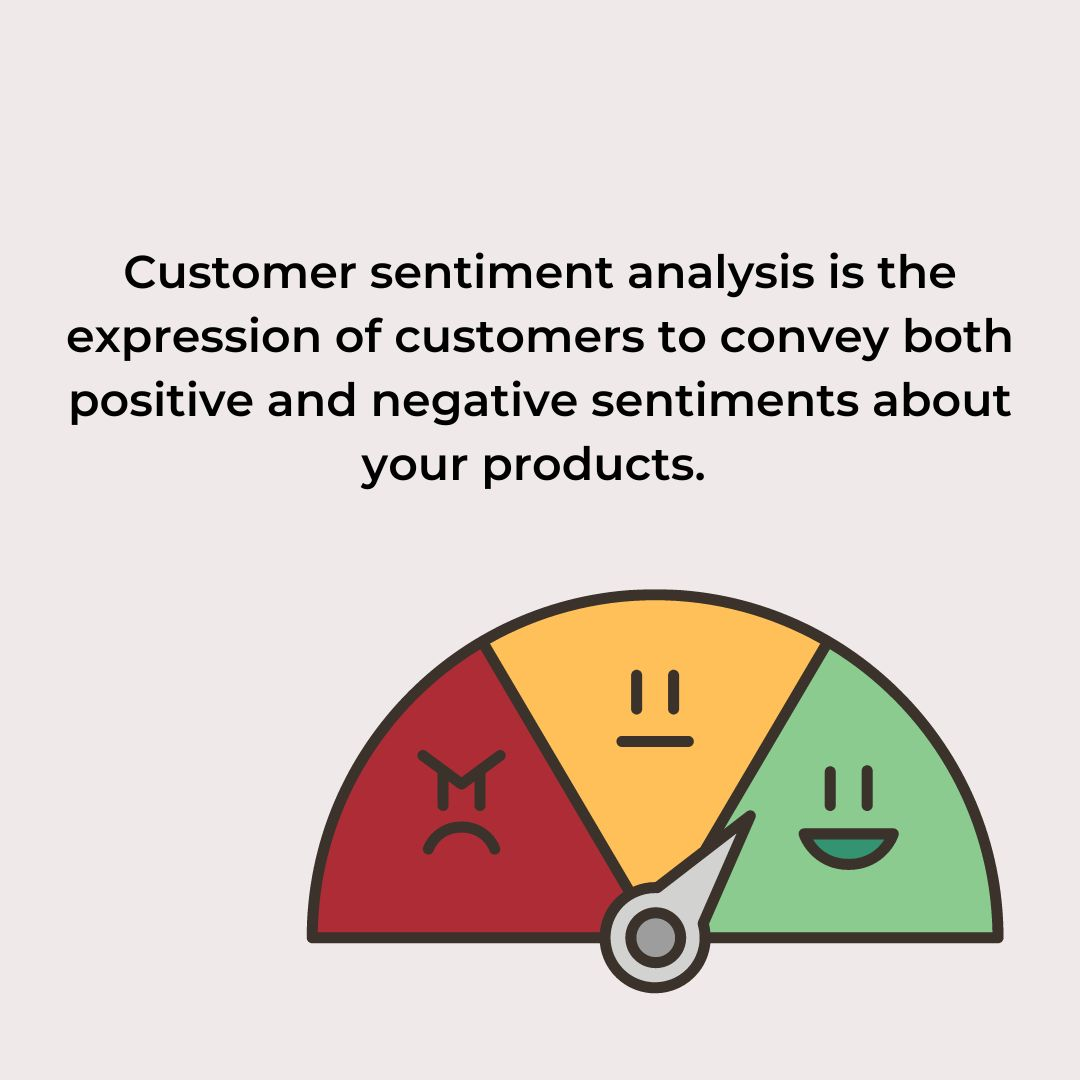 Customer sentiment analysis is the
expression of customers to convey both
positive and negative sentiments about
your products.